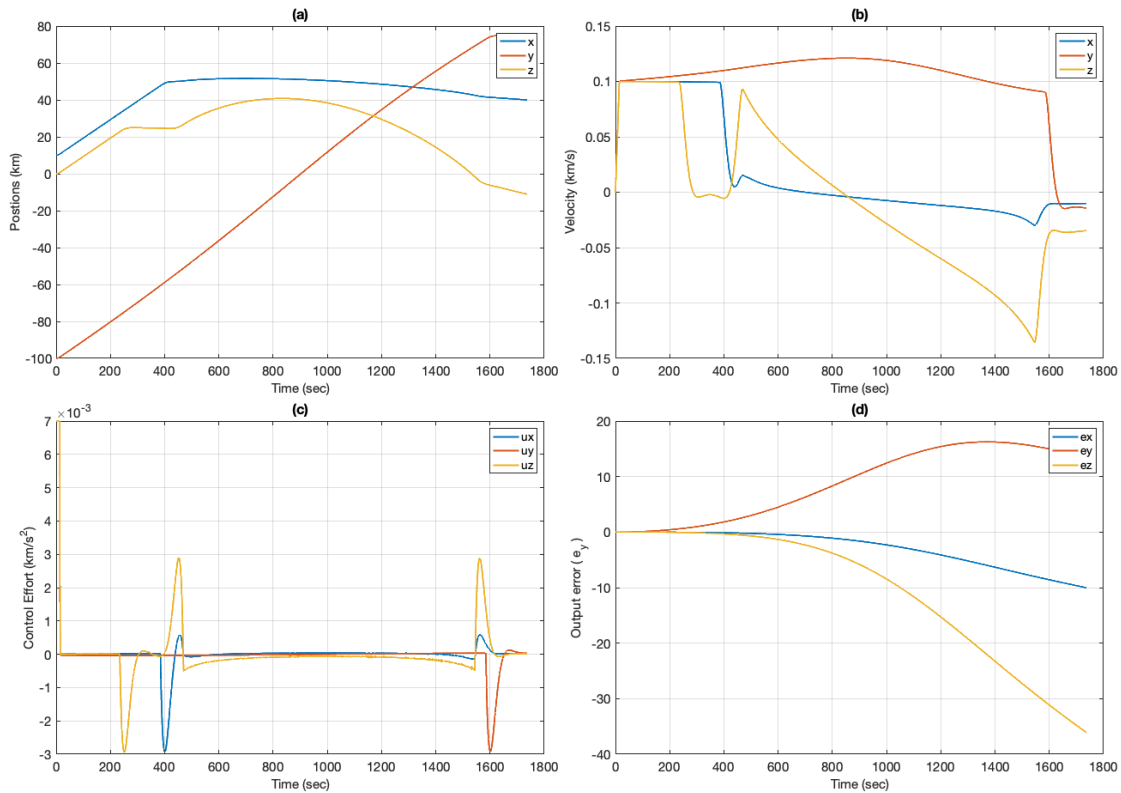 (a)
80
60
40
20
0
-20
-40
-60
-80
-100
Postions (km)
0 200 400 600 800 1000 1200 1400 1600 1800
Time (sec)
x
y
z
(b)
0.15
0.1
0.05
0
-0.05
-0.1
-0.15
Velocity (km/s)
0 200 400 600 800 1000 1200 1400 1600 1800
Time (sec)
x
y
z
(c)
×10⁻³
7
6
5
4
3
2
1
0
-1
-2
-3
Control Effort (km/s²)
0 200 400 600 800 1000 1200 1400 1600 1800
Time (sec)
ux
uy
uz
(d)
20
10
0
-10
-20
-30
-40
Output error ( e_y )
0 200 400 600 800 1000 1200 1400 1600 1800
Time (sec)
ex
ey
ez